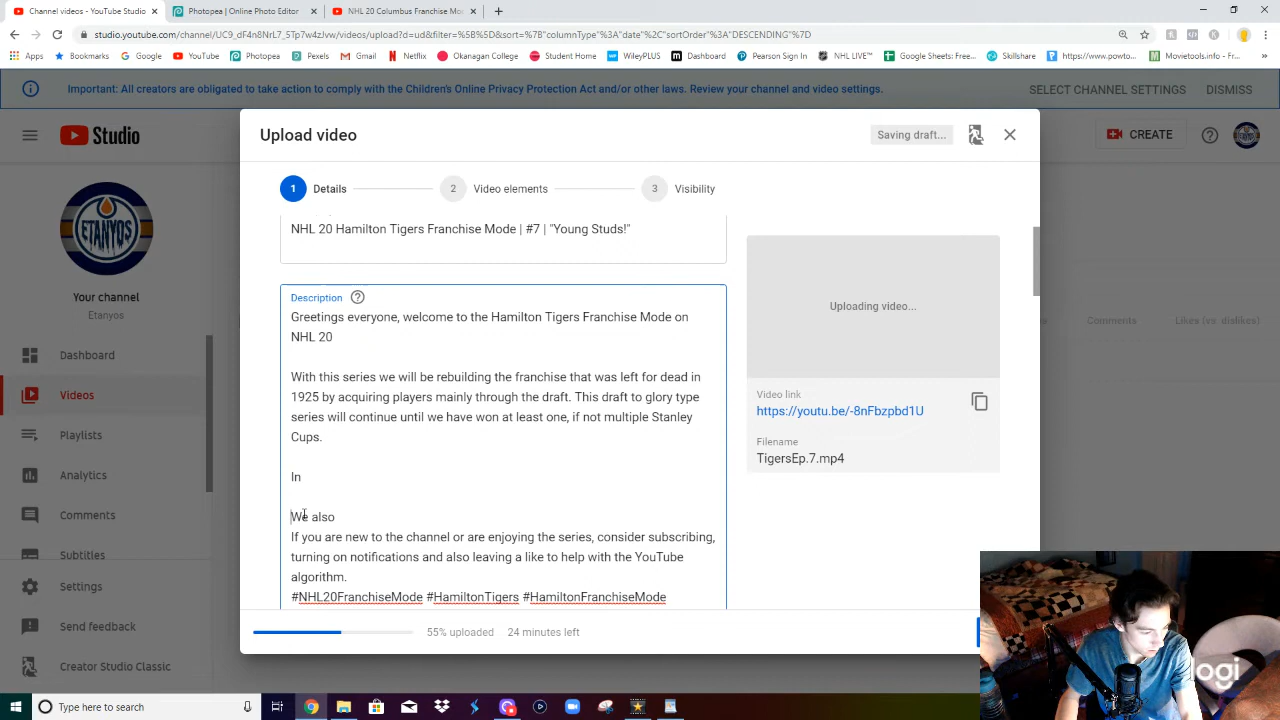 Channel videos - YouTube Studio
Photopea | Photopedia
NHL 20 Columbus Franchise Mo
studio.youtube.com/channel/UC9_dF4n8NrL7_5Tp7w4zJvw/videos/upload?d=ud&filter=%5B%5D&sort=%7B"columnType"%3A"date"%2C"sortOrder"%3A"DESCENDING"%7D
Apps
Bookmarks
Google
YouTube
Photopea
Pexels
Gmail
Netflix
Okanagan College
Student Home
WileyPLUS
Dashboard
Pearson Sign In
NHL LIVE™
Google Sheets: Free...
Skillshare
https://www.powto...
Movietools.info - Fr...
Important: All creators are obligated to take action to comply with the Children's Online Privacy Protection Act and/or other laws. Review your channel and video settings.
SELECT CHANNEL SETTINGS
DISMISS
Studio
CREATE
ETANYOS
Your channel
Etanyos
Dashboard
Videos
Playlists
Analytics
Comments
Subtitles
Settings
Send feedback
Creator Studio Classic
Comments
Likes (vs. dislikes)
Upload video
Saving draft...
1 Details
2 Video elements
3 Visibility
NHL 20 Hamilton Tigers Franchise Mode | #7 | "Young Studs!"
Description
Greetings everyone, welcome to the Hamilton Tigers Franchise Mode on
NHL 20
With this series we will be rebuilding the franchise that was left for dead in
1925 by acquiring players mainly through the draft. This draft to glory type
series will continue until we have won at least one, if not multiple Stanley
Cups.
In
We also
If you are new to the channel or are enjoying the series, consider subscribing,
turning on notifications and also leaving a like to help with the YouTube
algorithm.
#NHL20FranchiseMode #HamiltonTigers #HamiltonFranchiseMode
Uploading video...
Video link
https://youtu.be/-8nFbzpbd1U
Filename
TigersEp.7.mp4
55% uploaded
24 minutes left
logi
Type here to search